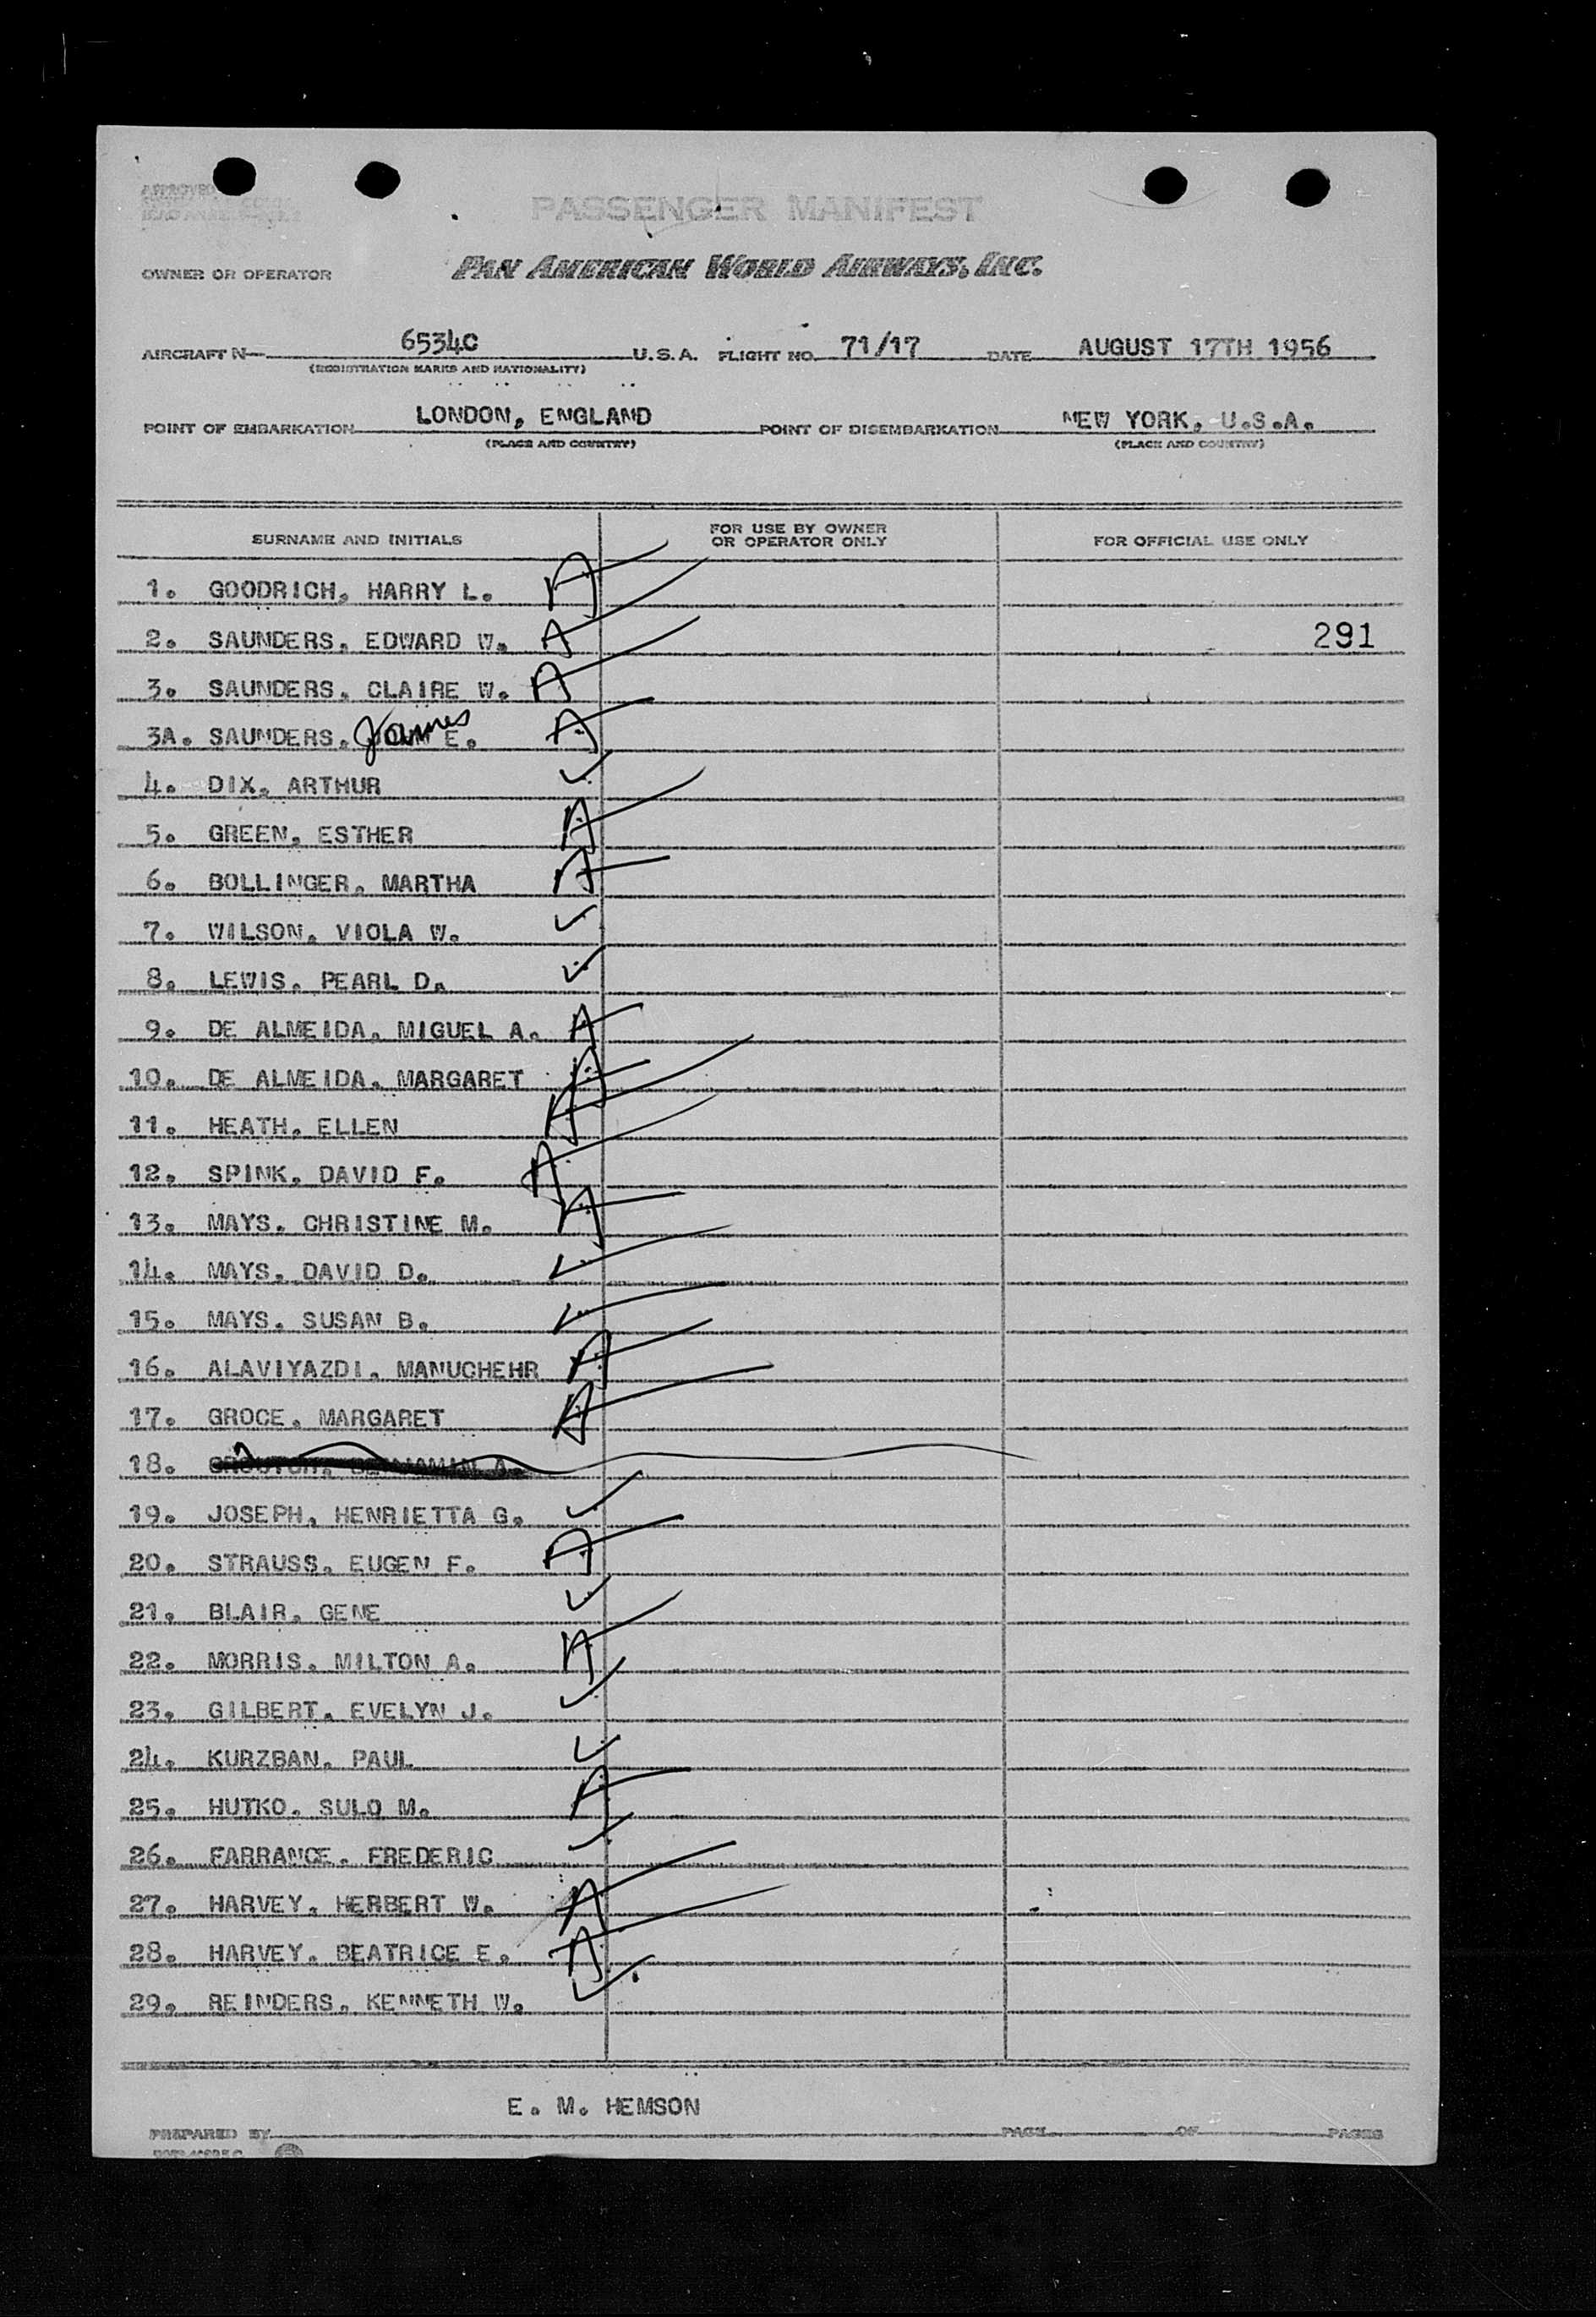 APPROVED
PASSENGER MANIFEST
OWNER OR OPERATOR PAN AMERICAN WORLD AIRWAYS, INC.
AIRCRAFT N 6534C U.S.A. FLIGHT NO. 71/17 DATE AUGUST 17TH 1956
(REGISTRATION MARKS AND NATIONALITY)
POINT OF EMBARKATION LONDON, ENGLAND POINT OF DISEMBARKATION NEW YORK, U.S.A.
(PLACE AND COUNTRY) (PLACE AND COUNTRY)
SURNAME AND INITIALS FOR USE BY OWNER OR OPERATOR ONLY FOR OFFICIAL USE ONLY
1. GOODRICH, HARRY L. A
2. SAUNDERS, EDWARD W. A 291
3. SAUNDERS, CLAIRE W. A
3A. SAUNDERS, James E. A
4. DIX, ARTHUR ✓
5. GREEN, ESTHER A
6. BOLLINGER, MARTHA A
7. WILSON, VIOLA W. ✓
8. LEWIS, PEARL D. ✓
9. DE ALMEIDA, MIGUEL A. A
10. DE ALMEIDA, MARGARET A
11. HEATH, ELLEN A
12. SPINK, DAVID F. A
13. MAYS, CHRISTINE M. A
14. MAYS, DAVID D. ✓
15. MAYS, SUSAN B. ✓
16. ALAVIYAZDI, MANUCHEHR A
17. GROCE, MARGARET A
18.
19. JOSEPH, HENRIETTA G. ✓
20. STRAUSS, EUGEN F. A
21. BLAIR, GENE ✓
22. MORRIS, MILTON A. A
23. GILBERT, EVELYN J. ✓
24. KURZBAN, PAUL ✓
25. HUTKO, SULO M. A
26. FARRANCE, FREDERIC ✓
27. HARVEY, HERBERT W. A
28. HARVEY, BEATRICE E. A
29. REINDERS, KENNETH W. ✓
E. M. HEMSON
PREPARED BY PAGE OF PAGES